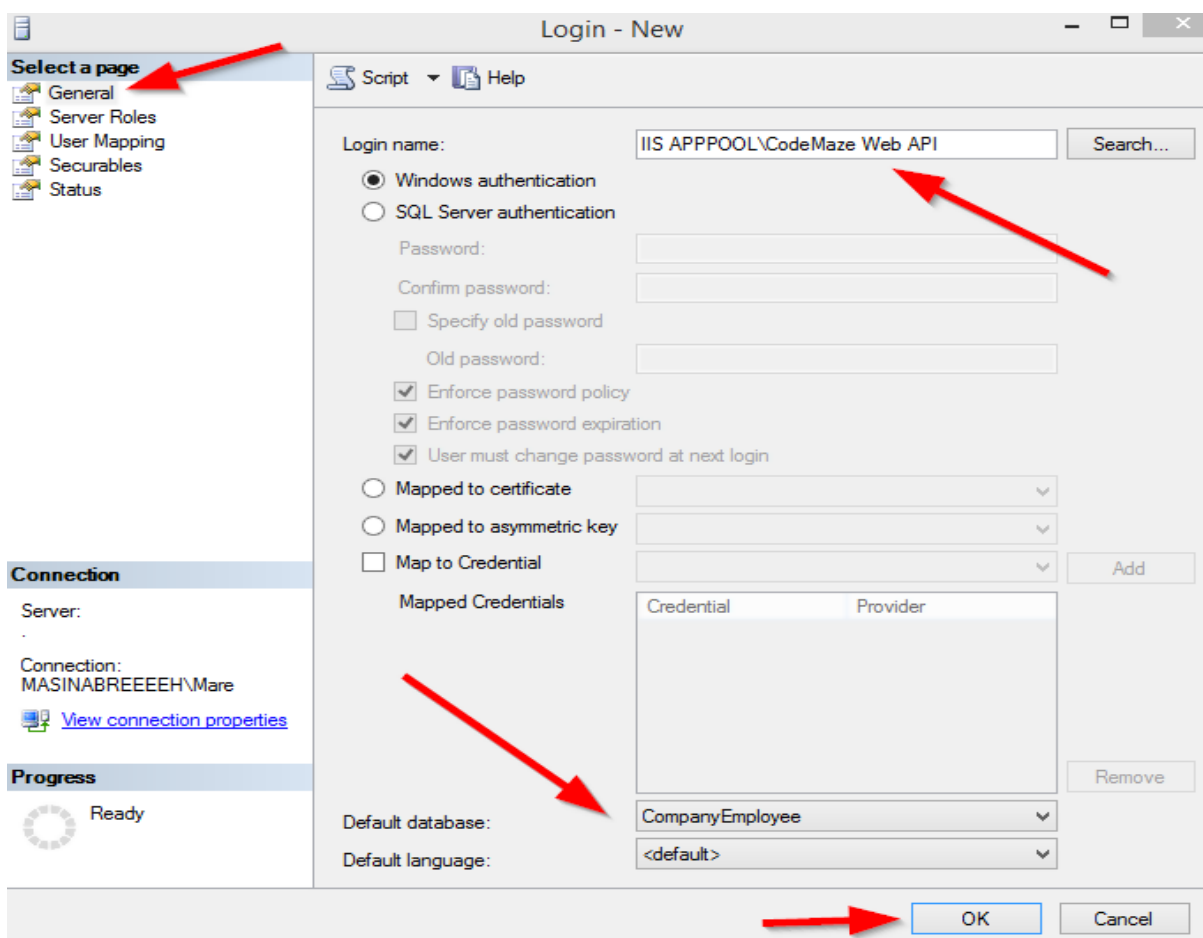 Login - New
Select a page
General
Server Roles
User Mapping
Securables
Status
Script Help
Login name: IIS APPPOOL\CodeMaze Web API Search...
Windows authentication
SQL Server authentication
Password:
Confirm password:
Specify old password
Old password:
Enforce password policy
Enforce password expiration
User must change password at next login
Mapped to certificate
Mapped to asymmetric key
Map to Credential Add
Mapped Credentials Credential Provider
Remove
Default database: CompanyEmployee
Default language: <default>
Connection
Server:
.
Connection:
MASINABREEEEH\Mare
View connection properties
Progress
Ready
OK Cancel